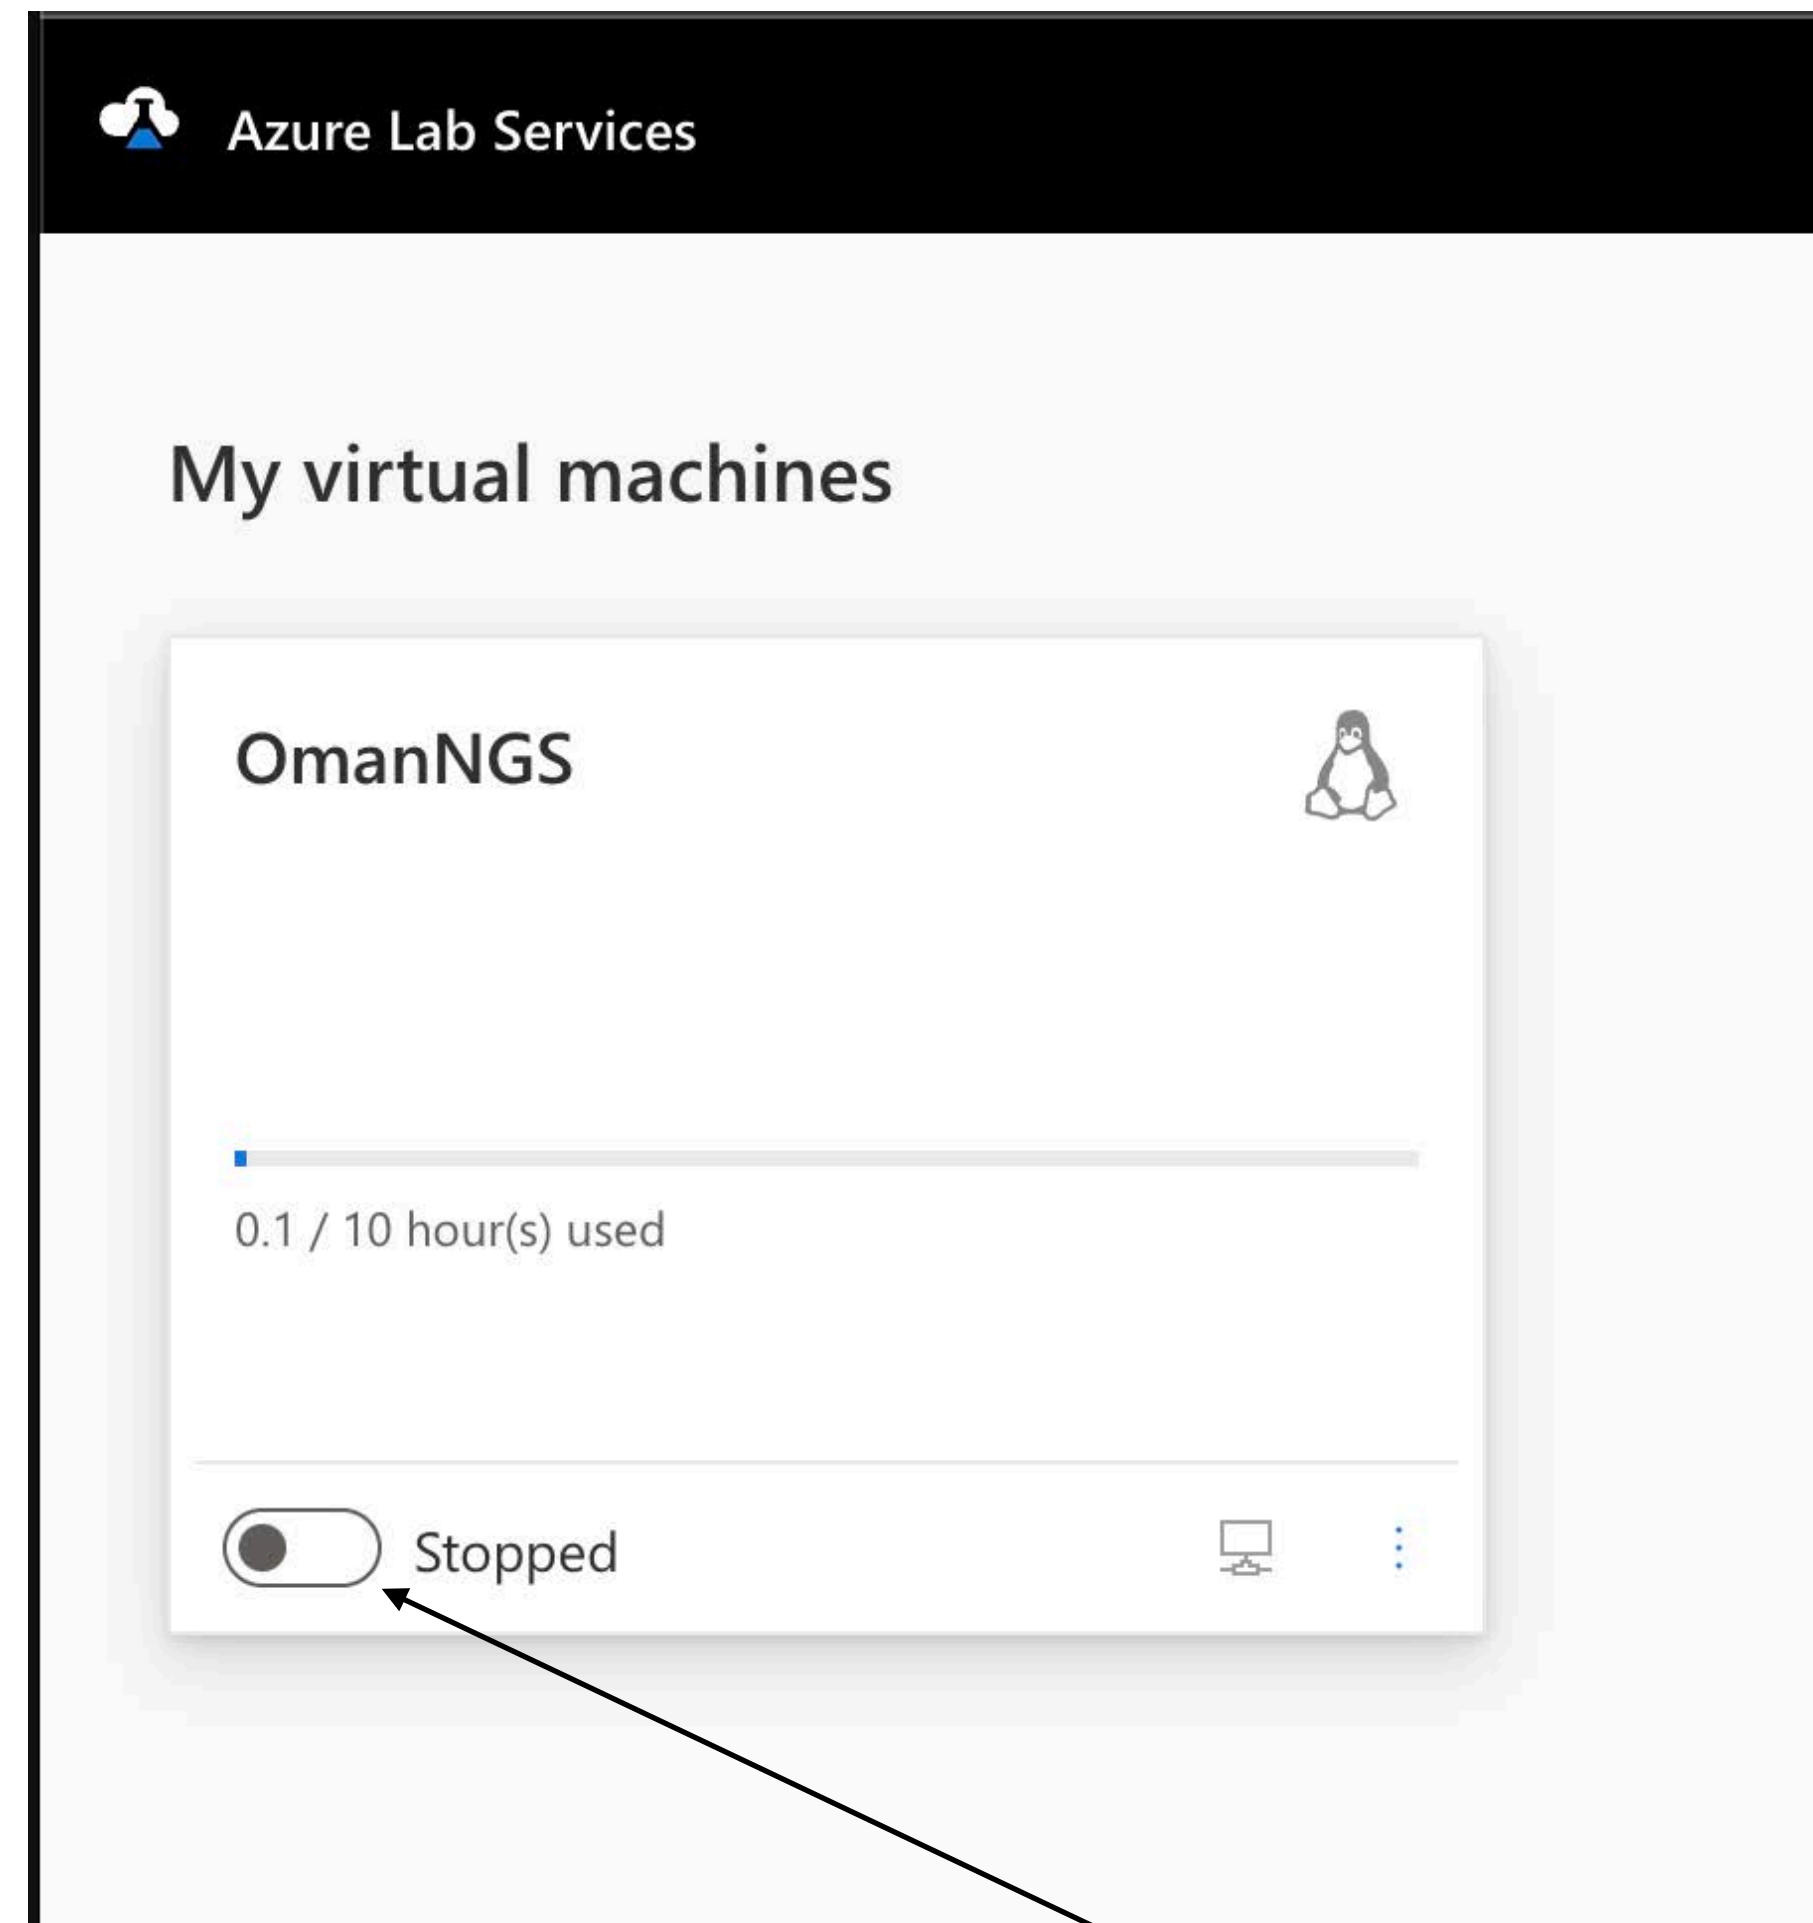 Azure Lab Services
My virtual machines
OmanNGS
0.1 / 10 hour(s) used
Stopped